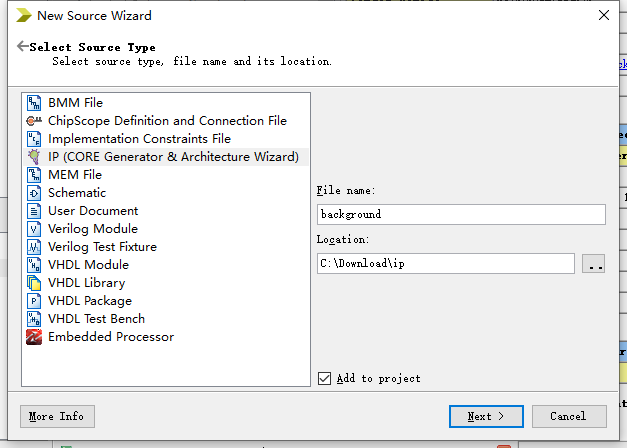 New Source Wizard
Select Source Type
Select source type, file name and its location.
BMM File
ChipScope Definition and Connection File
Implementation Constraints File
IP (CORE Generator & Architecture Wizard)
MEM File
Schematic
User Document
Verilog Module
Verilog Test Fixture
VHDL Module
VHDL Library
VHDL Package
VHDL Test Bench
Embedded Processor
File name:
background
Location:
C:\Download\ip
..
Add to project
More Info
Next >
Cancel